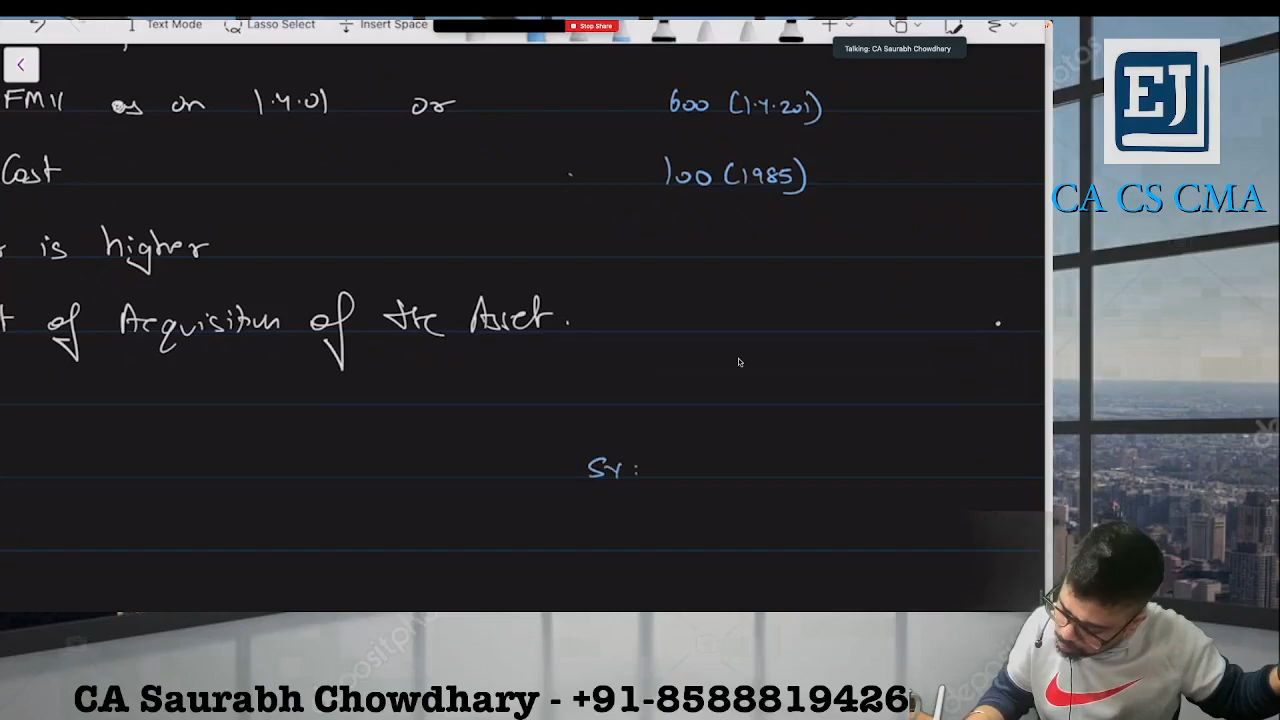 Text Mode Lasso Select Insert Space Stop Share
Talking: CA Saurabh Chowdhary
FMV as on 1.4.01 or 600 (1.4.201)
Cost 100 (1985)
is higher
of Acquisition of the Asset.
SY :
EJ
CA CS CMA
CA Saurabh Chowdhary - +91-8588819426